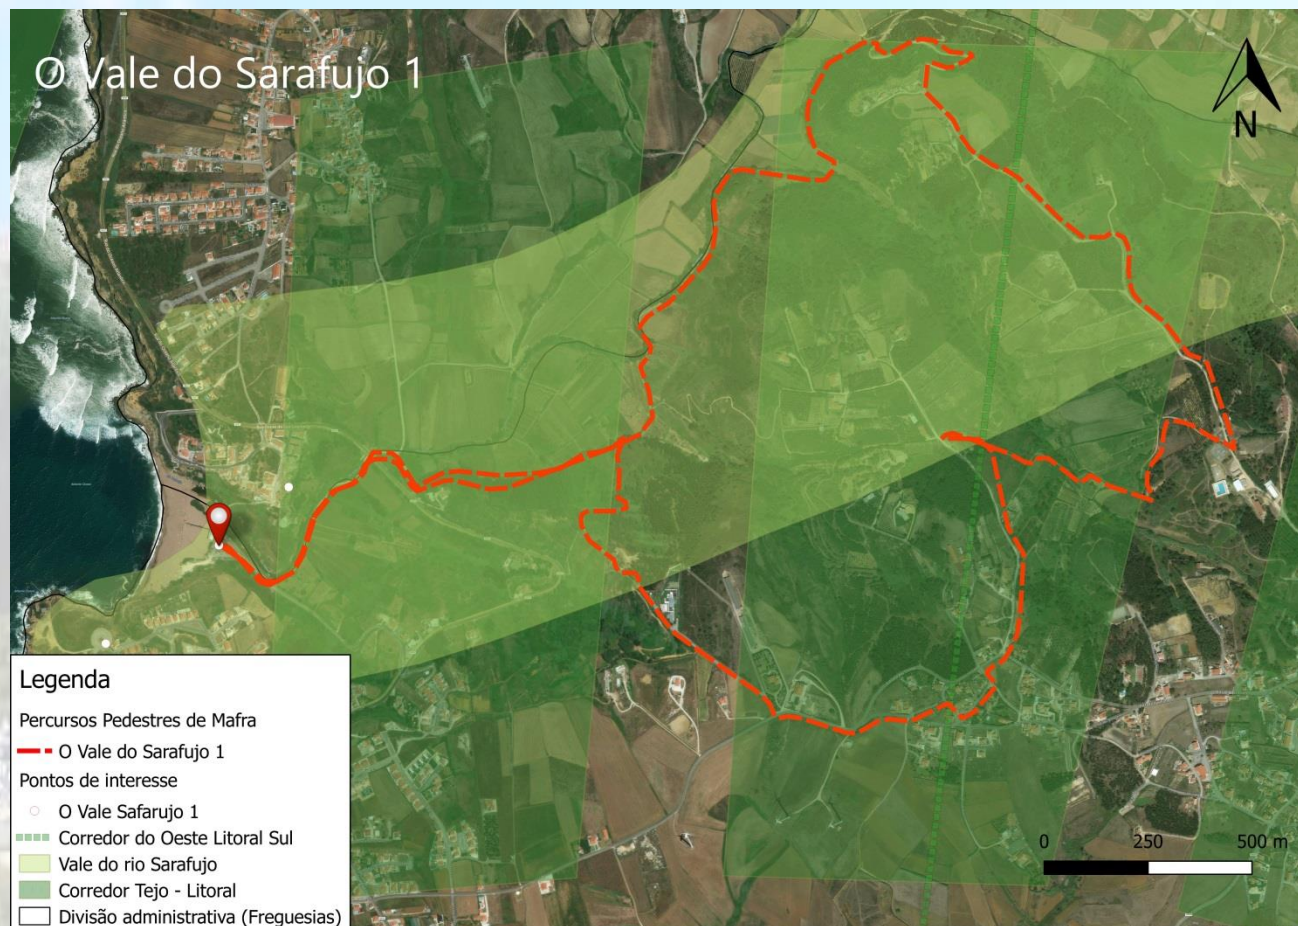 O Vale do Sarafujo 1
N
Legenda
Percursos Pedestres de Mafra
O Vale do Sarafujo 1
Pontos de interesse
O Vale Safarujo 1
Corredor do Oeste Litoral Sul
Vale do rio Sarafujo
Corredor Tejo - Litoral
Divisão administrativa (Freguesias)
0 250 500 m